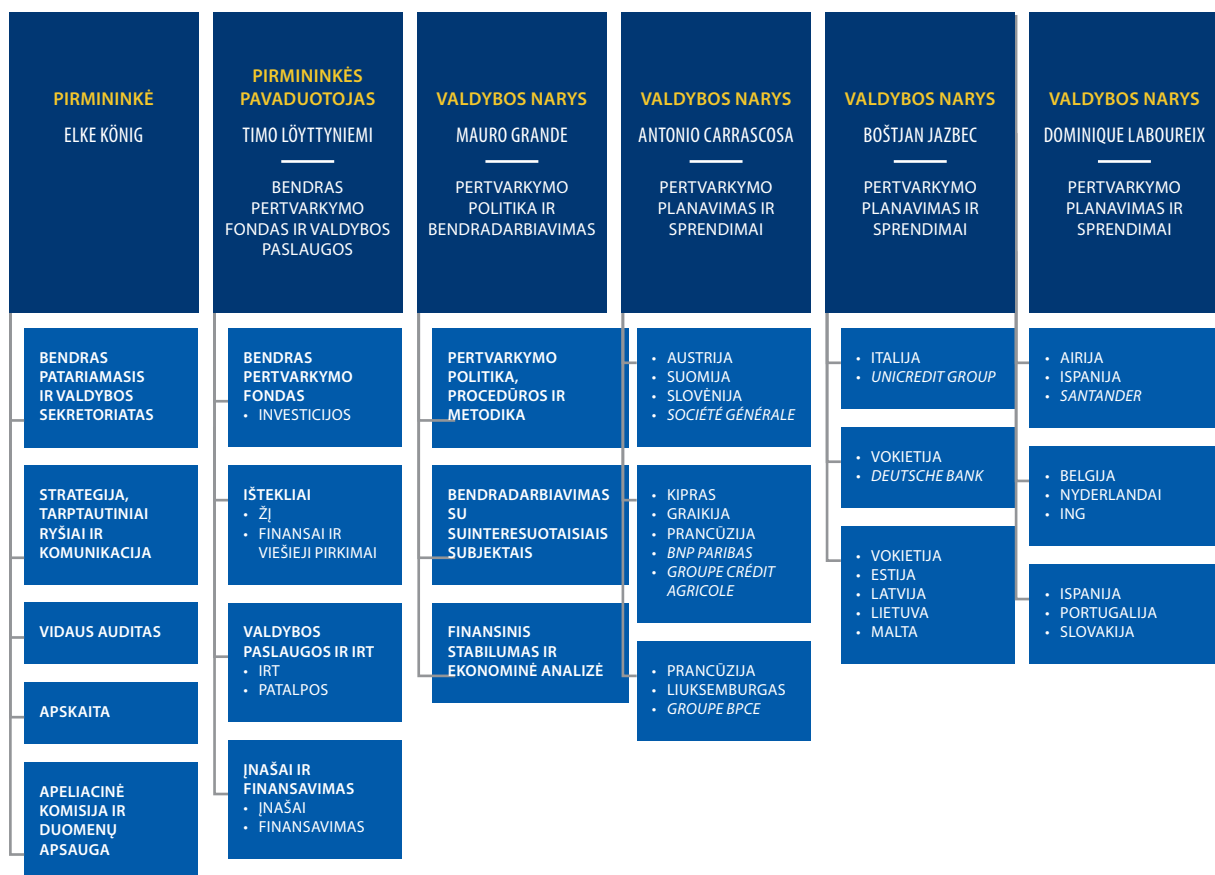 PIRMININKĖ
ELKE KÖNIG
BENDRAS
PATARIAMASIS
IR VALDYBOS
SEKRETORIATAS
STRATEGIJA,
TARPTAUTINIAI
RYŠIAI IR
KOMUNIKACIJA
VIDAUS AUDITAS
APSKAITA
APELIACINĖ
KOMISIJA IR
DUOMENŲ
APSAUGA
PIRMININKĖS
PAVADUOTOJAS
TIMO LÖYTTYNIEMI
BENDRAS
PERTVARKYMO
FONDAS IR VALDYBOS
PASLAUGOS
BENDRAS
PERTVARKYMO
FONDAS
• INVESTICIJOS
IŠTEKLIAI
• ŽĮ
• FINANSAI IR
VIEŠIEJI PIRKIMAI
VALDYBOS
PASLAUGOS IR IRT
• IRT
• PATALPOS
ĮNAŠAI IR
FINANSAVIMAS
• ĮNAŠAI
• FINANSAVIMAS
VALDYBOS NARYS
MAURO GRANDE
PERTVARKYMO
POLITIKA IR
BENDRADARBIAVIMAS
PERTVARKYMO
POLITIKA,
PROCEDŪROS IR
METODIKA
BENDRADARBIAVIMAS
SU
SUINTERESUOTAISIAIS
SUBJEKTAIS
FINANSINIS
STABILUMAS IR
EKONOMINĖ ANALIZĖ
VALDYBOS NARYS
ANTONIO CARRASCOSA
PERTVARKYMO
PLANAVIMAS IR
SPRENDIMAI
• AUSTRIJA
• SUOMIJA
• SLOVĖNIJA
• SOCIÉTÉ GÉNÉRALE
• KIPRAS
• GRAIKIJA
• PRANCŪZIJA
• BNP PARIBAS
• GROUPE CRÉDIT
AGRICOLE
• PRANCŪZIJA
• LIUKSEMBURGAS
• GROUPE BPCE
VALDYBOS NARYS
BOŠTJAN JAZBEC
PERTVARKYMO
PLANAVIMAS IR
SPRENDIMAI
• ITALIJA
• UNICREDIT GROUP
• VOKIETIJA
• DEUTSCHE BANK
• VOKIETIJA
• ESTIJA
• LATVIJA
• LIETUVA
• MALTA
VALDYBOS NARYS
DOMINIQUE LABOUREIX
PERTVARKYMO
PLANAVIMAS IR
SPRENDIMAI
• AIRIJA
• ISPANIJA
• SANTANDER
• BELGIJA
• NYDERLANDAI
• ING
• ISPANIJA
• PORTUGALIJA
• SLOVAKIJA